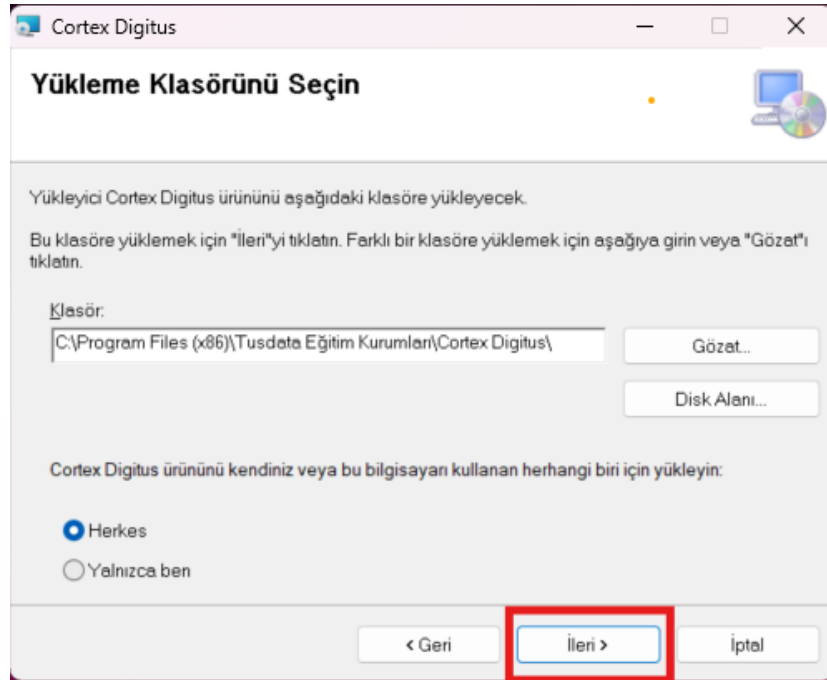 Cortex Digitus
Yükleme Klasörünü Seçin
Yükleyici Cortex Digitus ürününü aşağıdaki klasöre yükleyecek.
Bu klasöre yüklemek için "İleri"yi tıklatın. Farklı bir klasöre yüklemek için aşağıya girin veya "Gözat"ı
tıklatın.
Klasör:
C:\Program Files (x86)\Tusdata Eğitim Kurumları\Cortex Digitus\
Gözat...
Disk Alanı...
Cortex Digitus ürününü kendiniz veya bu bilgisayarı kullanan herhangi biri için yükleyin:
Herkes
Yalnızca ben
< Geri
İleri >
İptal